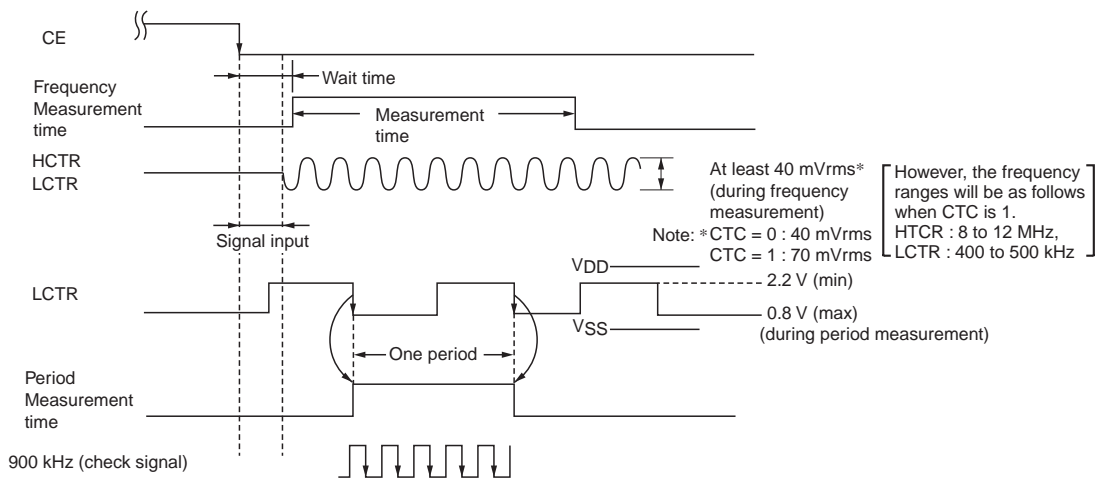 CE
Wait time
Frequency
Measurement
time
Measurement
time
HCTR
LCTR
At least 40 mVrms*
(during frequency
measurement)
Note: *CTC = 0 : 40 mVrms
CTC = 1 : 70 mVrms
However, the frequency
ranges will be as follows
when CTC is 1.
HTCR : 8 to 12 MHz,
LCTR : 400 to 500 kHz
Signal input
LCTR
VDD
2.2 V (min)
0.8 V (max)
VSS
(during period measurement)
One period
Period
Measurement
time
900 kHz (check signal)